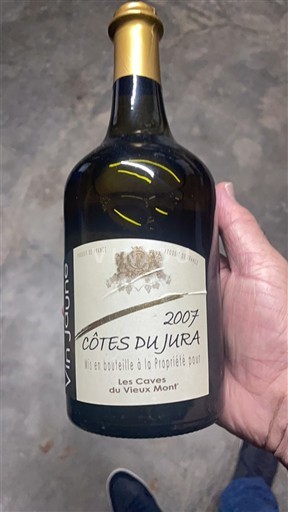 Vin Jaune
2007
CÔTES DU JURA
Mis en bouteille à la Propriété pour
Les Caves
du Vieux Mont